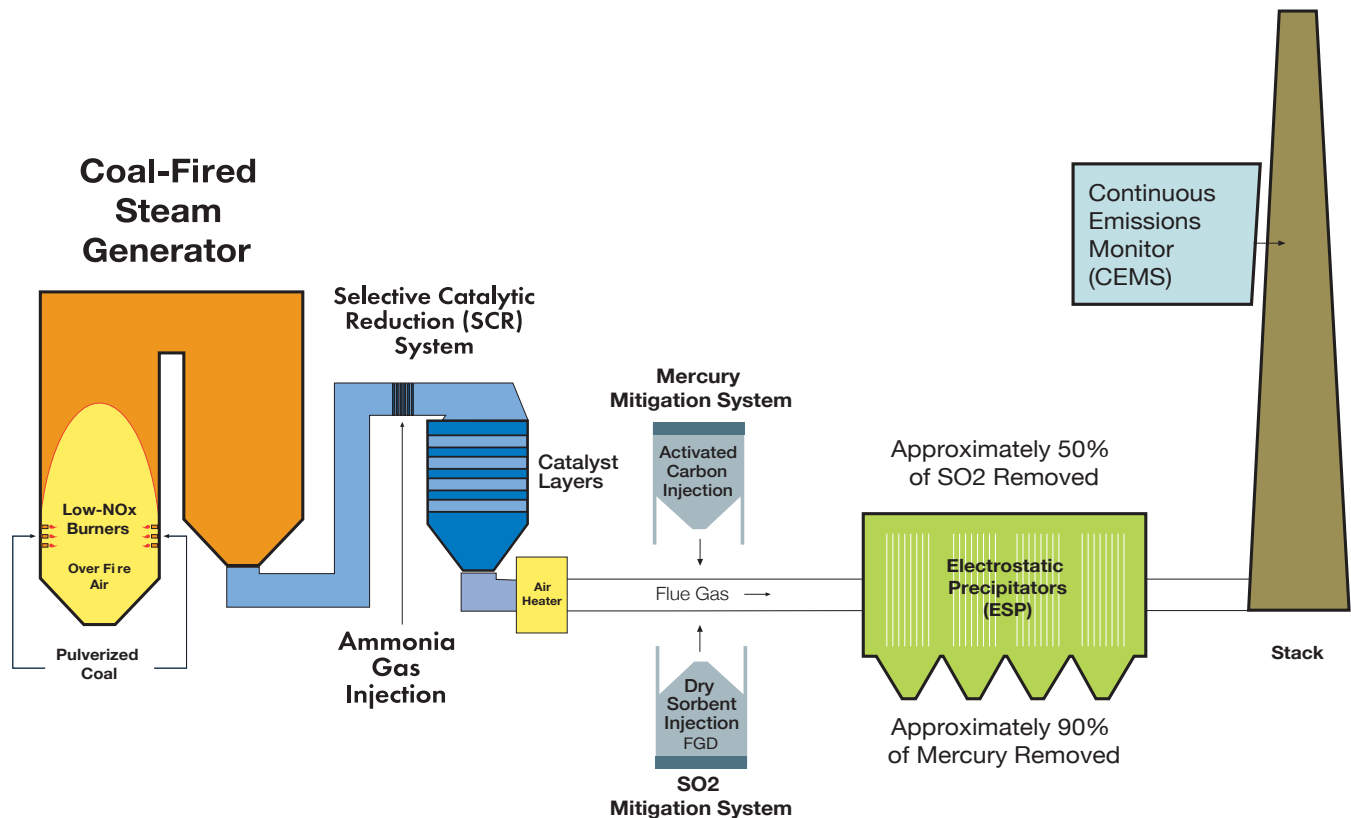 Coal-Fired
Steam
Generator
Selective Catalytic
Reduction (SCR)
System
Low-NOx
Burners
Over Fire
Air
Pulverized
Coal
Ammonia
Gas
Injection
Catalyst
Layers
Air
Heater
Mercury
Mitigation System
Activated
Carbon
Injection
Flue Gas
Dry
Sorbent
Injection
FGD
SO2
Mitigation System
Approximately 50%
of SO2 Removed
Electrostatic
Precipitators
(ESP)
Approximately 90%
of Mercury Removed
Continuous
Emissions
Monitor
(CEMS)
Stack